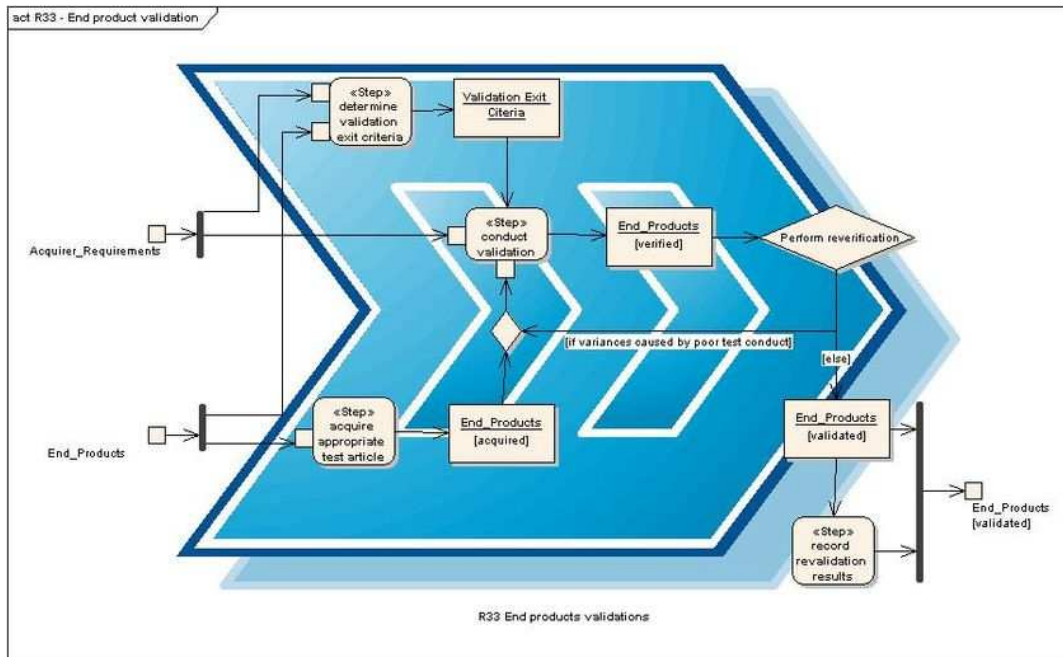 act R33 - End product validation
«Step»
determine
validation
exit criteria
Validation Exit
Citeria
Acquirer_Requirements
«Step»
conduct
validation
End_Products
[verified]
Perform reverification
[if variances caused by poor test conduct]
[else]
End_Products
«Step»
acquire
appropriate
test article
End_Products
[acquired]
End_Products
[validated]
End_Products
[validated]
«Step»
record
revalidation
results
R33 End products validations